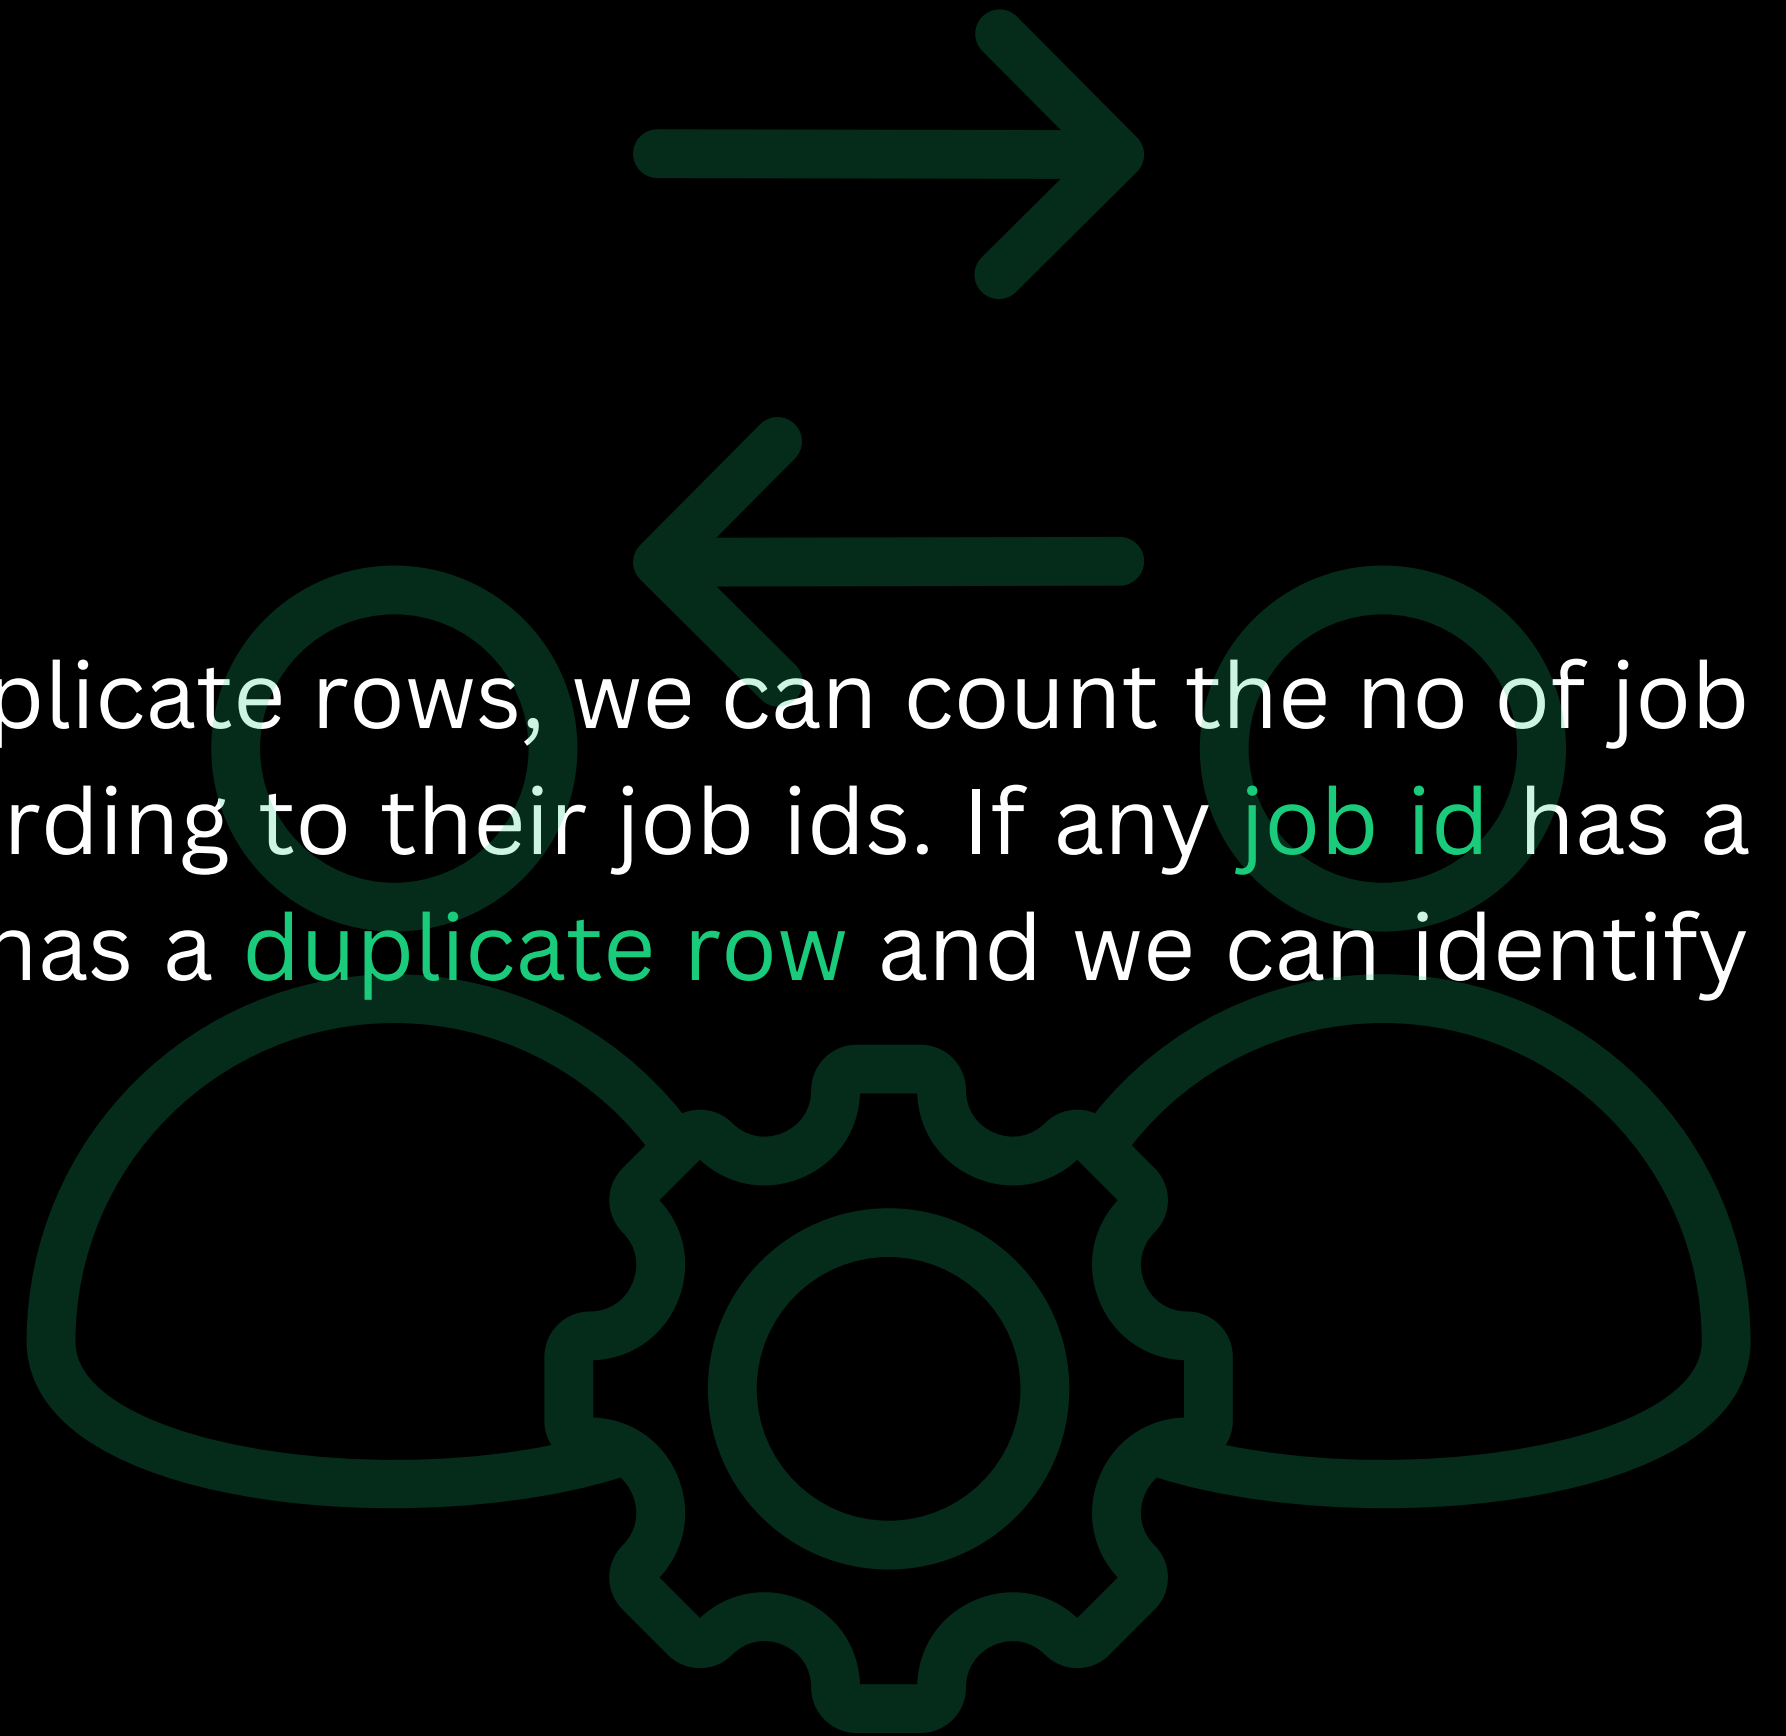 plicate rows, we can count the no of job
rding to their job ids. If any job id has a
has a duplicate row and we can identify